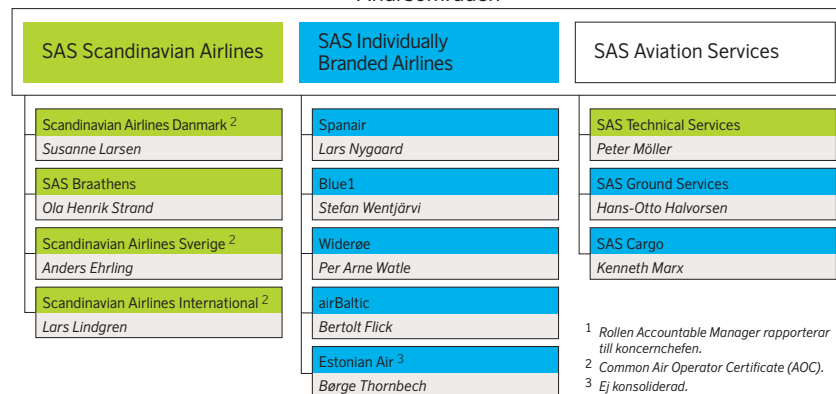 Affärsområden
SAS Scandinavian Airlines
SAS Individually
Branded Airlines
SAS Aviation Services
Scandinavian Airlines Danmark 2
Susanne Larsen
SAS Braathens
Ola Henrik Strand
Scandinavian Airlines Sverige 2
Anders Ehrling
Scandinavian Airlines International 2
Lars Lindgren
Spanair
Lars Nygaard
Blue1
Stefan Wentjärvi
Widerøe
Per Arne Watle
airBaltic
Bertolt Flick
Estonian Air 3
Børge Thornbech
SAS Technical Services
Peter Möller
SAS Ground Services
Hans-Otto Halvorsen
SAS Cargo
Kenneth Marx
1 Rollen Accountable Manager rapporterar
till koncernchefen.
2 Common Air Operator Certificate (AOC).
3 Ej konsoliderad.